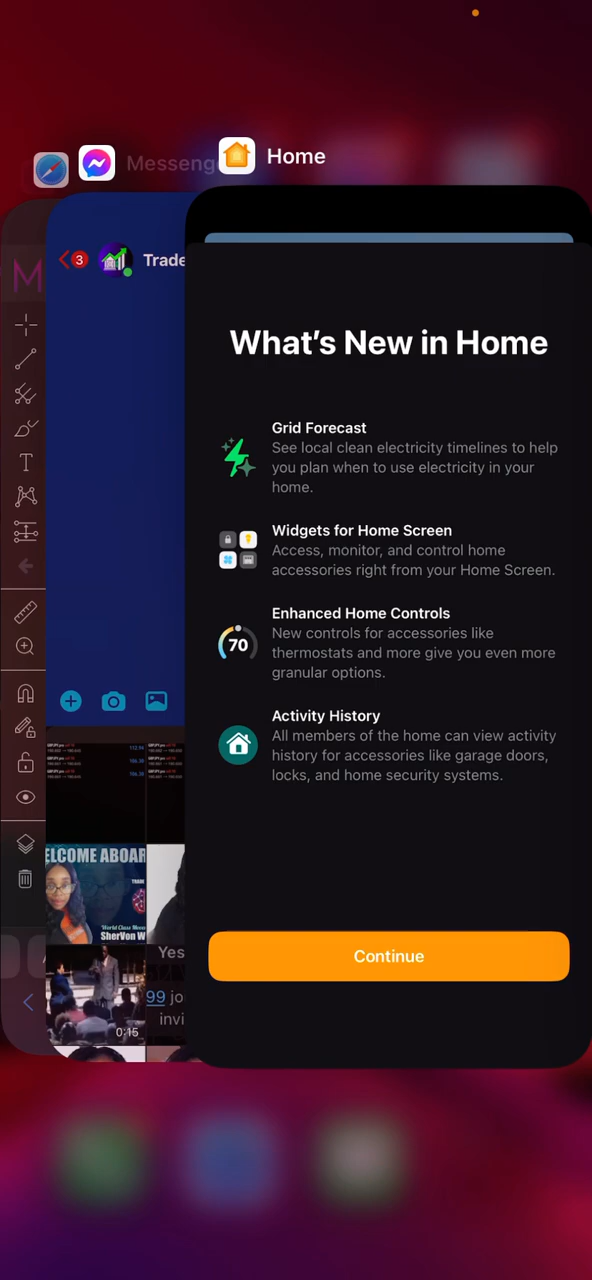 Messeng
Home
3
Trade
M
T
What's New in Home
Grid Forecast
See local clean electricity timelines to help
you plan when to use electricity in your
home.
Widgets for Home Screen
Access, monitor, and control home
accessories right from your Home Screen.
70
Enhanced Home Controls
New controls for accessories like
thermostats and more give you even more
granular options.
Activity History
All members of the home can view activity
history for accessories like garage doors,
locks, and home security systems.
ELCOME ABOAR
TRADE
SherVon W
Yes
99 jo
invi
0:15
Continue